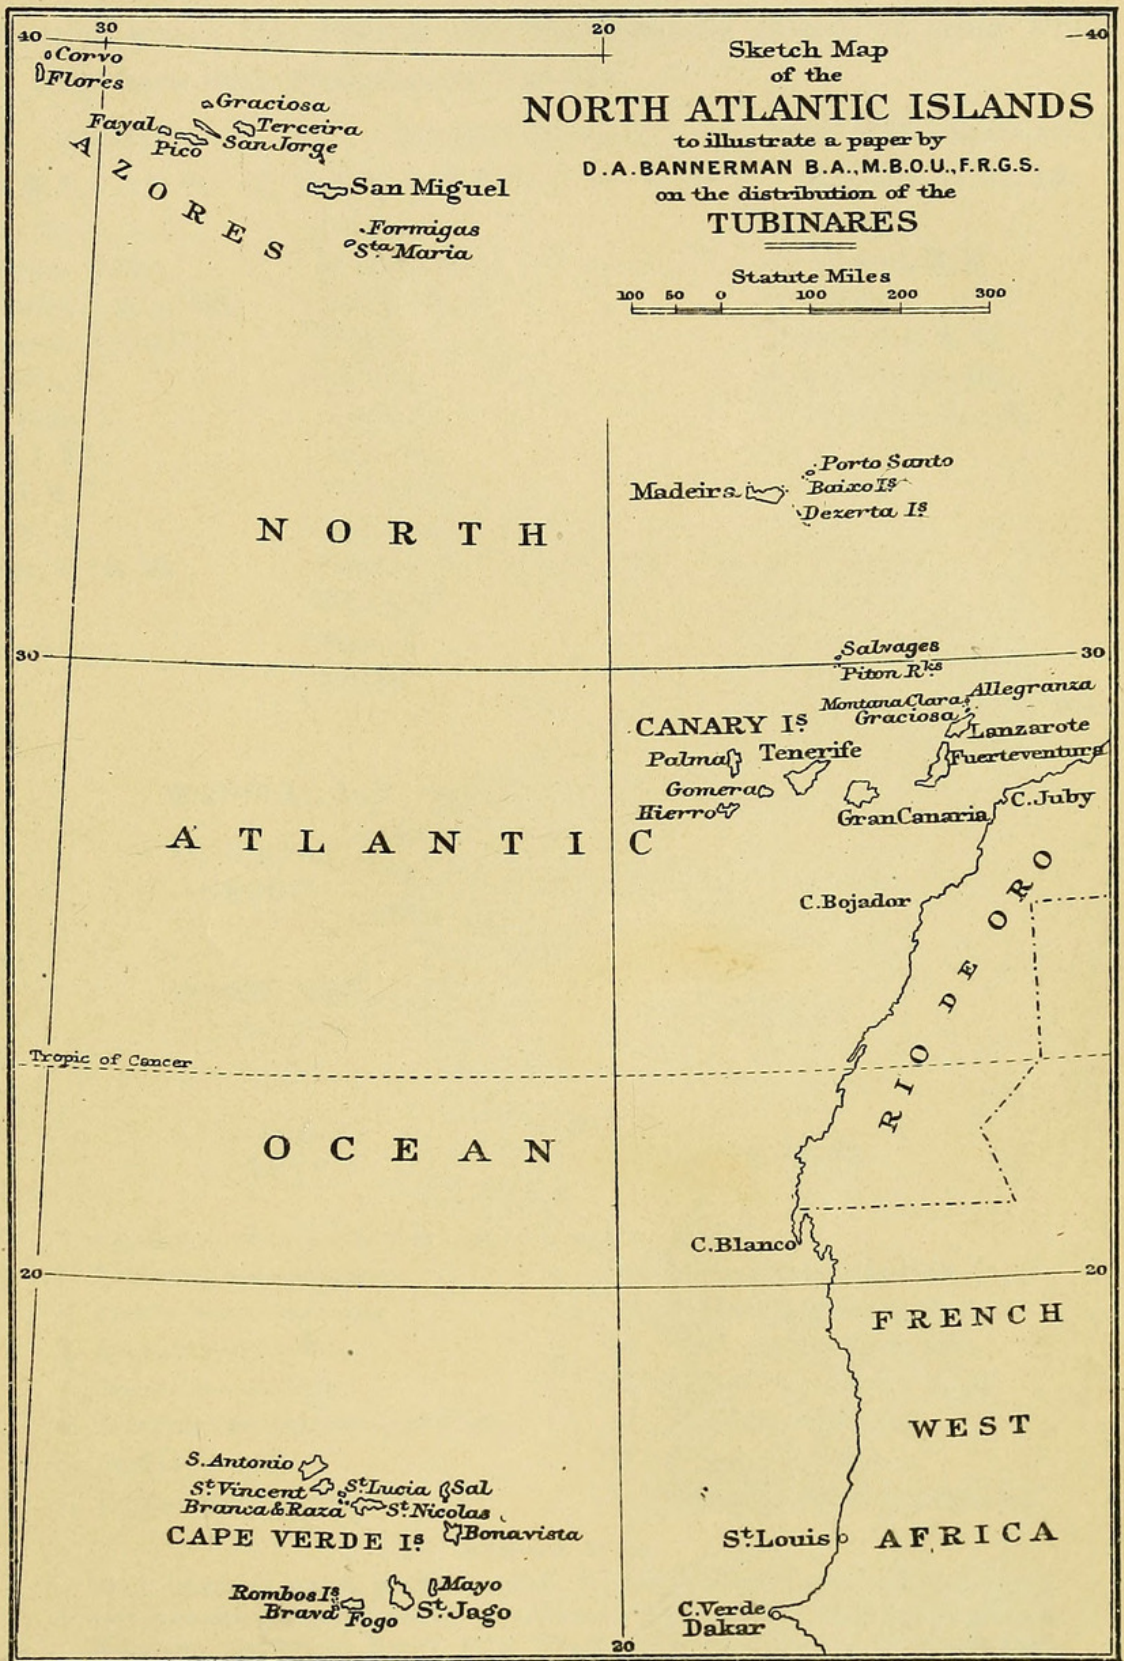 40 30 20 40
Sketch Map
of the
NORTH ATLANTIC ISLANDS
to illustrate a paper by
D.A.BANNERMAN B.A., M.B.O.U., F.R.G.S.
on the distribution of the
TUBINARES
Statute Miles
100 50 0 100 200 300
Corvo
Flores
Graciosa
Fayal
Terceira
Pico
San Jorge
AZORES
San Miguel
Formigas
Sta Maria
Porto Santo
Madeira
Baixo Is
Dezerta Is
NORTH
30 30
Salvages
Piton Rks
Montana Clara
Allegranza
Graciosa
CANARY Is.
Lanzarote
Palma
Tenerife
Fuerteventura
Gomera
Hierro
Gran Canaria
C.Juby
ATLANTIC
C.Bojador
RIO DE ORO
Tropic of Cancer
OCEAN
C.Blanco
20 20
FRENCH
WEST
AFRICA
S.Antonio
St. Vincent
St. Lucia
Sal
Branca & Raza
St. Nicolas
CAPE VERDE Is.
Bonavista
St. Louis
Rombos Is
Mayo
Brava
Fogo
St. Jago
C.Verde
Dakar
20